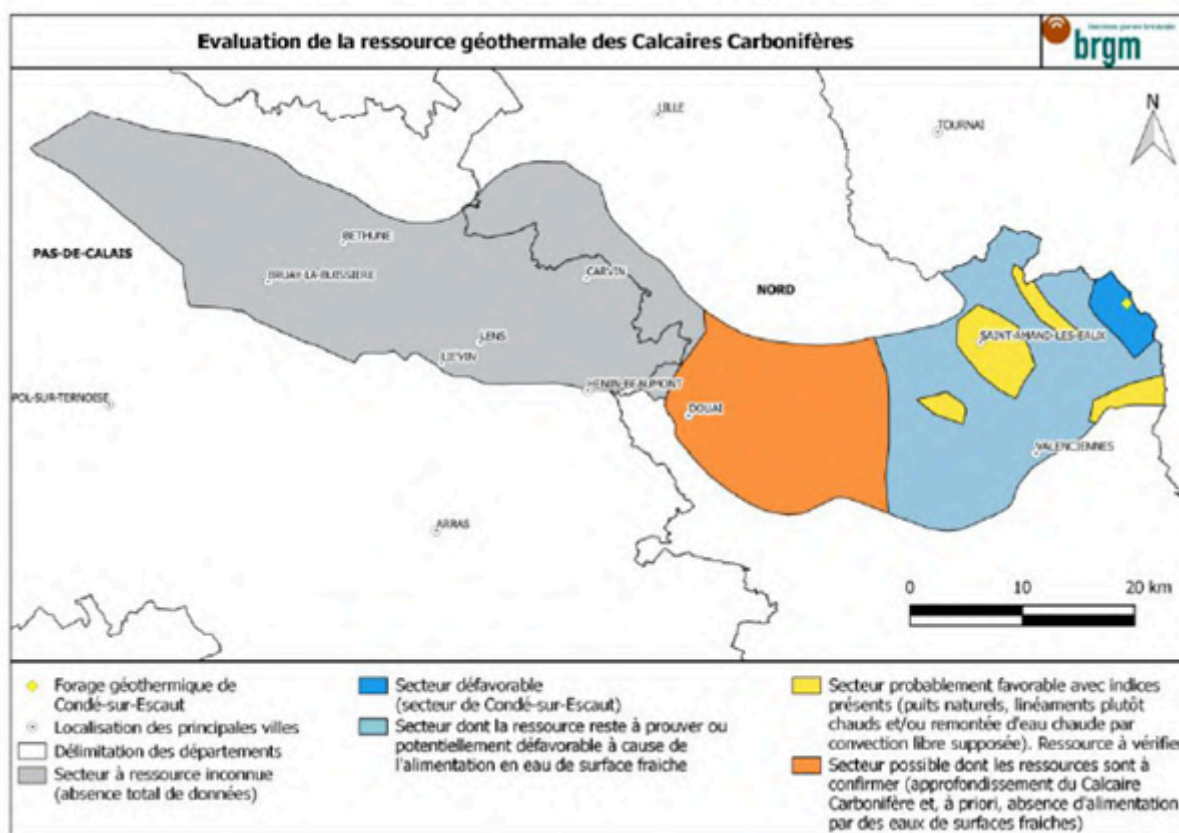 Evaluation de la ressource géothermale des Calcaires Carbonifères
brgm
LILLE
N
TOURNAI
BETHUNE
PAS-DE-CALAIS
BRUAY-LA-BUISSIERE
CARVIN
NORD
LENS
LIEVIN
SAINT-AMAND-LES-EAUX
HENIN-BEAUMONT
POL-SUR-TERNOISE
DOUAI
VALENCIENNES
ARRAS
0 10 20 km
Forage géothermique de
Condé-sur-Escaut
Localisation des principales villes
Délimitation des départements
Secteur à ressource inconnue
(absence total de données)
Secteur défavorable
(secteur de Condé-sur-Escaut)
Secteur dont la ressource reste à prouver ou
potentiellement défavorable à cause de
l'alimentation en eau de surface fraiche
Secteur probablement favorable avec indices
présents (puits naturels, linéaments plutôt
chauds et/ou remontée d'eau chaude par
convection libre supposée). Ressource à vérifie
Secteur possible dont les ressources sont à
confirmer (approfondissement du Calcaire
Carbonifère et, à priori, absence d'alimentation
par des eaux de surfaces fraiches)